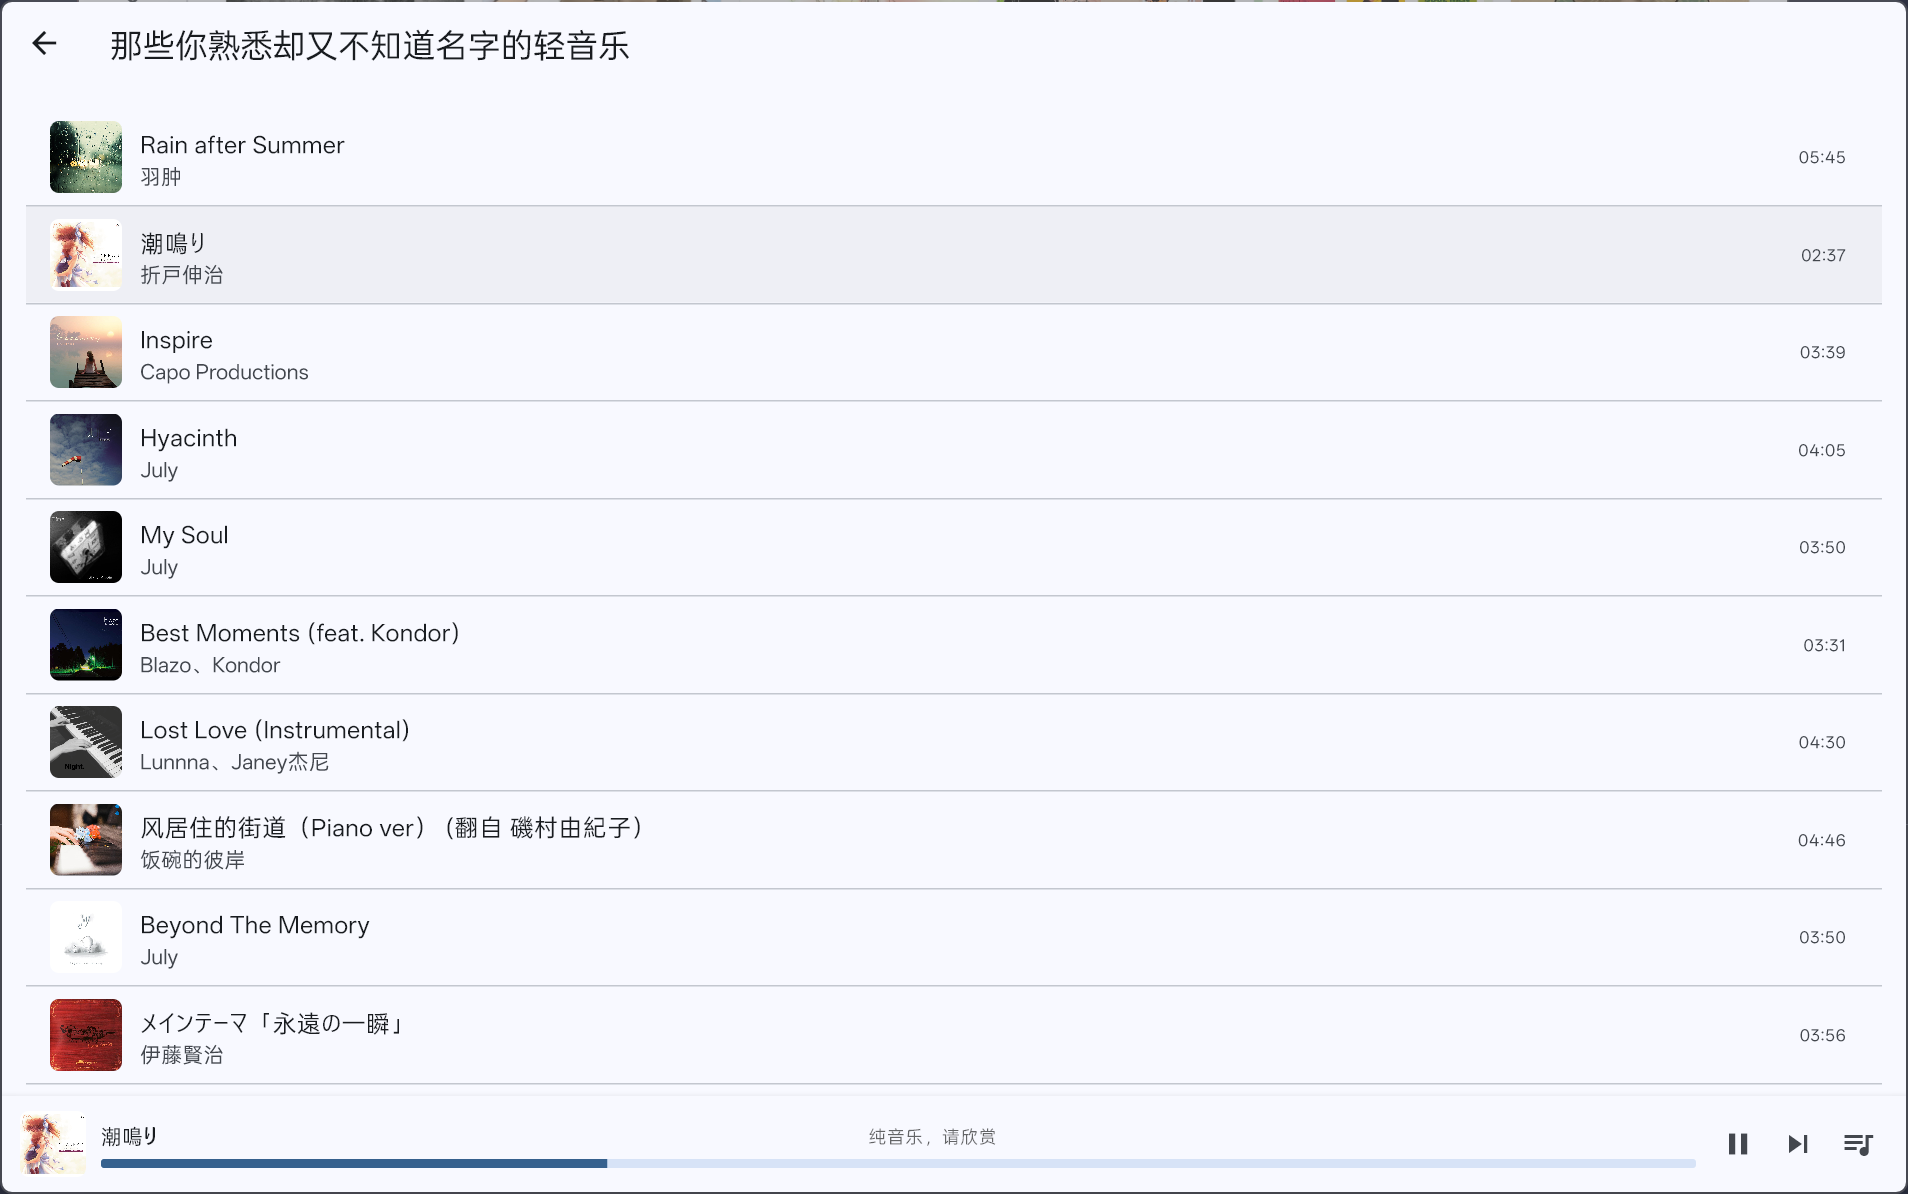 那些你熟悉却又不知道名字的轻音乐
Rain after Summer
羽肿
05:45
潮鳴り
折戸伸治
02:37
Inspire
Capo Productions
03:39
Hyacinth
July
04:05
My Soul
July
03:50
Best Moments (feat. Kondor)
Blazo、Kondor
03:31
Lost Love (Instrumental)
Lunnna、Janey杰尼
04:30
Night.
风居住的街道（Piano ver）（翻自 磯村由紀子）
饭碗的彼岸
04:46
Beyond The Memory
July
03:50
メインテーマ「永遠の一瞬」
伊藤賢治
03:56
潮鳴り
纯音乐，请欣赏